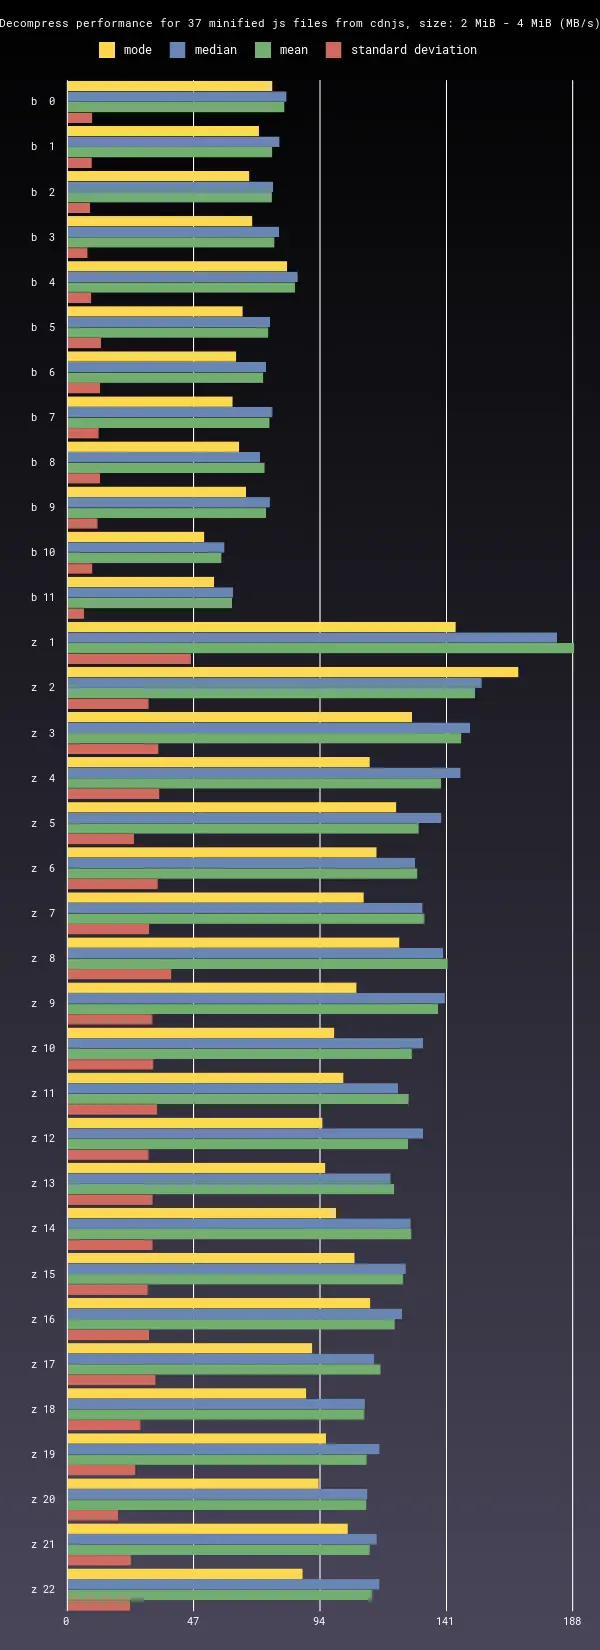 Decompress performance for 37 minified js files from cdnjs, size: 2 MiB - 4 MiB (MB/s)
mode median mean standard deviation
b 0
b 1
b 2
b 3
b 4
b 5
b 6
b 7
b 8
b 9
b 10
b 11
z 1
z 2
z 3
z 4
z 5
z 6
z 7
z 8
z 9
z 10
z 11
z 12
z 13
z 14
z 15
z 16
z 17
z 18
z 19
z 20
z 21
z 22
0 47 94 141 188